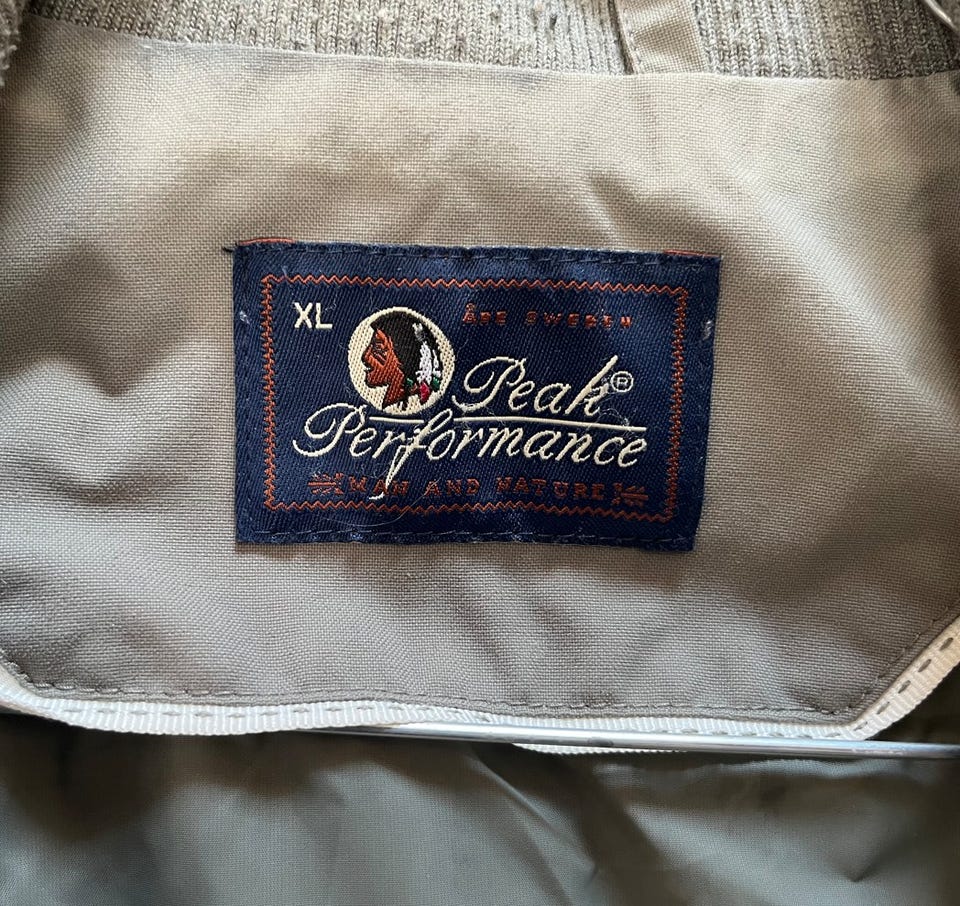 XL
ÅRE SWEDEN
Peak®
Performance
MAN AND NATURE